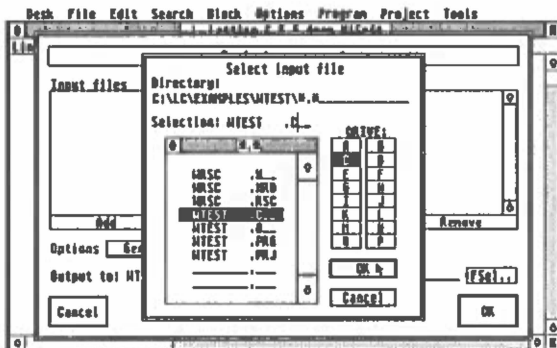 Desk File Edit Search Block Options Program Project Tools
Select input file
Input files
Directory:
C:\LC\EXAMPLES\WTEST\*.*
Selection: WTEST .C
DRIVE:
*.*
A B
C D
E F
G H
I J
K L
M N
O P
WRSC .H
WRSC .HRD
WRSC .RSC
WTEST .C
WTEST .O
WTEST .PRG
WTEST .PRJ
Add
Remove
Options
Output to: WT
FSel..
OK
Cancel
Cancel
OK